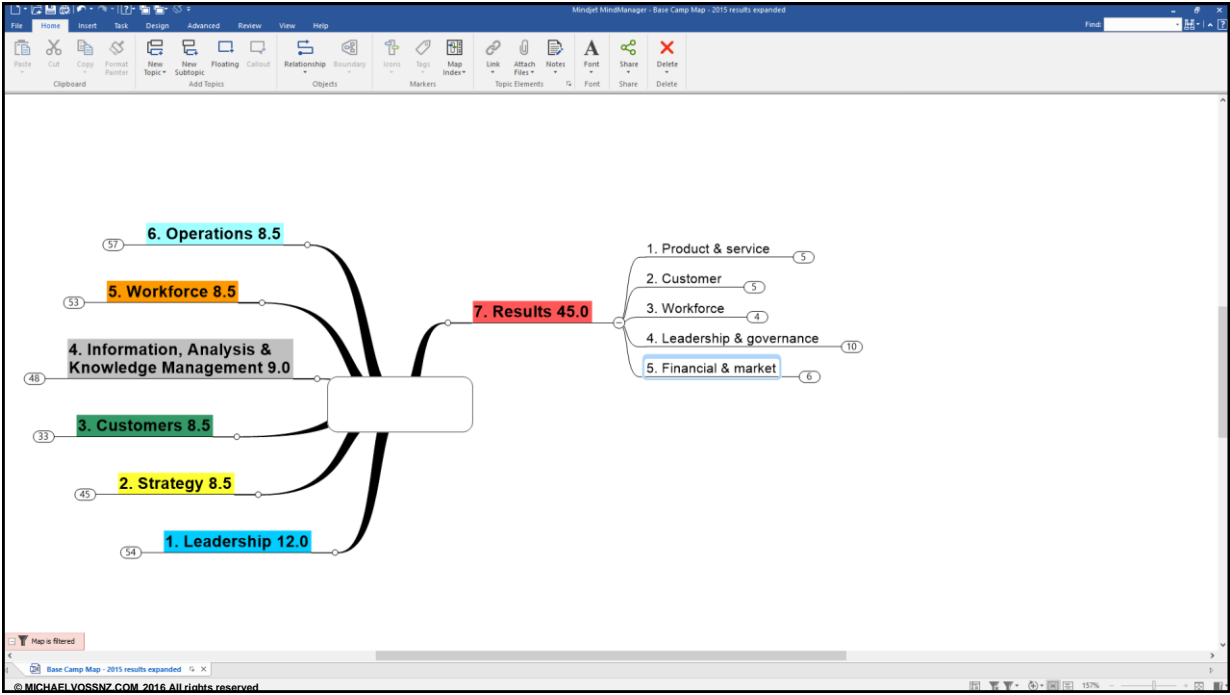 Mindjet MindManager - Base Camp Map - 2015 results expanded
File Home Insert Task Design Advanced Review View Help
Find:
Paste Cut Copy Format Painter
New Topic New Subtopic Floating Callout
Relationship Boundary
Icons Tags Map Index
Link Attach Files Notes
Font Share Delete
Clipboard Add Topics Objects Markers Topic Elements Font Share Delete
6. Operations 8.5
57
5. Workforce 8.5
53
4. Information, Analysis &
Knowledge Management 9.0
48
3. Customers 8.5
33
2. Strategy 8.5
45
1. Leadership 12.0
54
7. Results 45.0
1. Product & service
5
2. Customer
5
3. Workforce
4
4. Leadership & governance
10
5. Financial & market
6
Map is filtered
Base Camp Map - 2015 results expanded
© MICHAELVOSSNZ.COM 2016 All rights reserved
157%